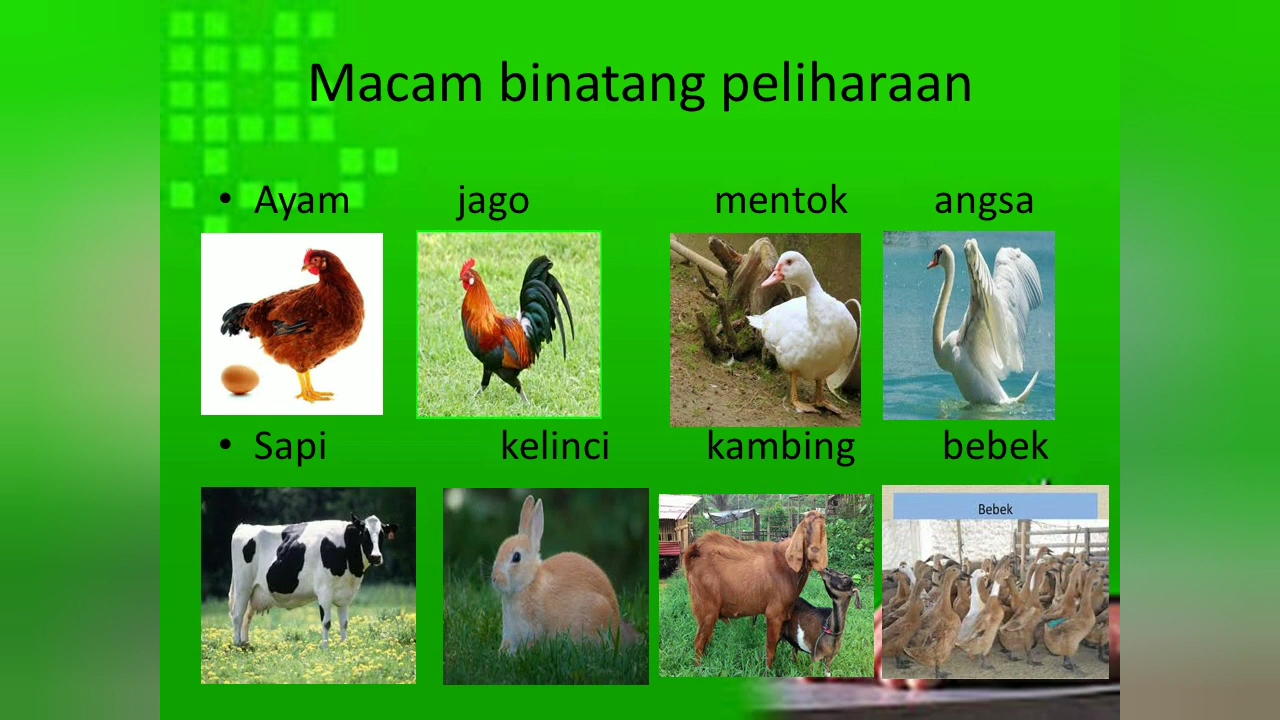 Macam binatang peliharaan
• Ayam jago mentok angsa
• Sapi kelinci kambing bebek
Bebek